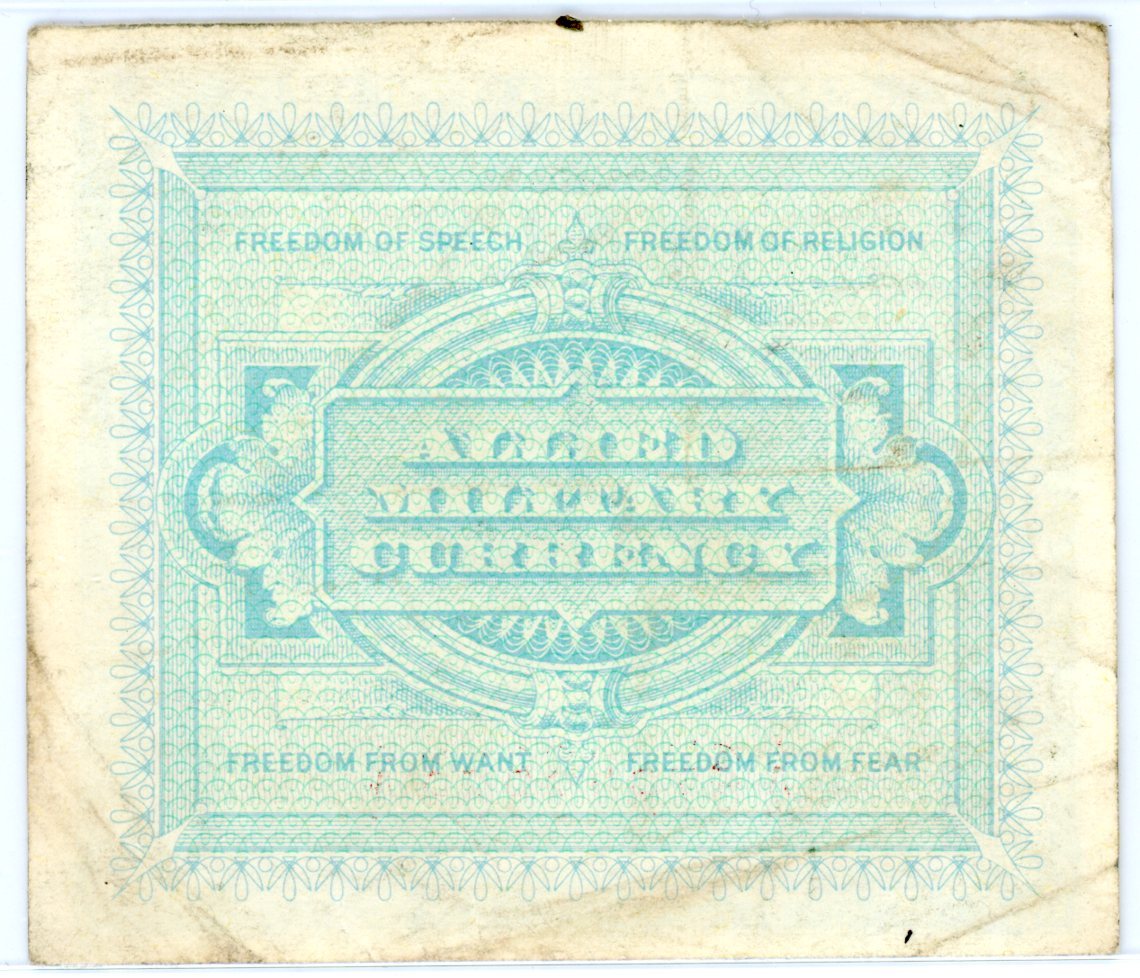 FREEDOM OF SPEECH FREEDOM OF RELIGION
ALLIED
MILITARY
CURRENCY
FREEDOM FROM WANT FREEDOM FROM FEAR